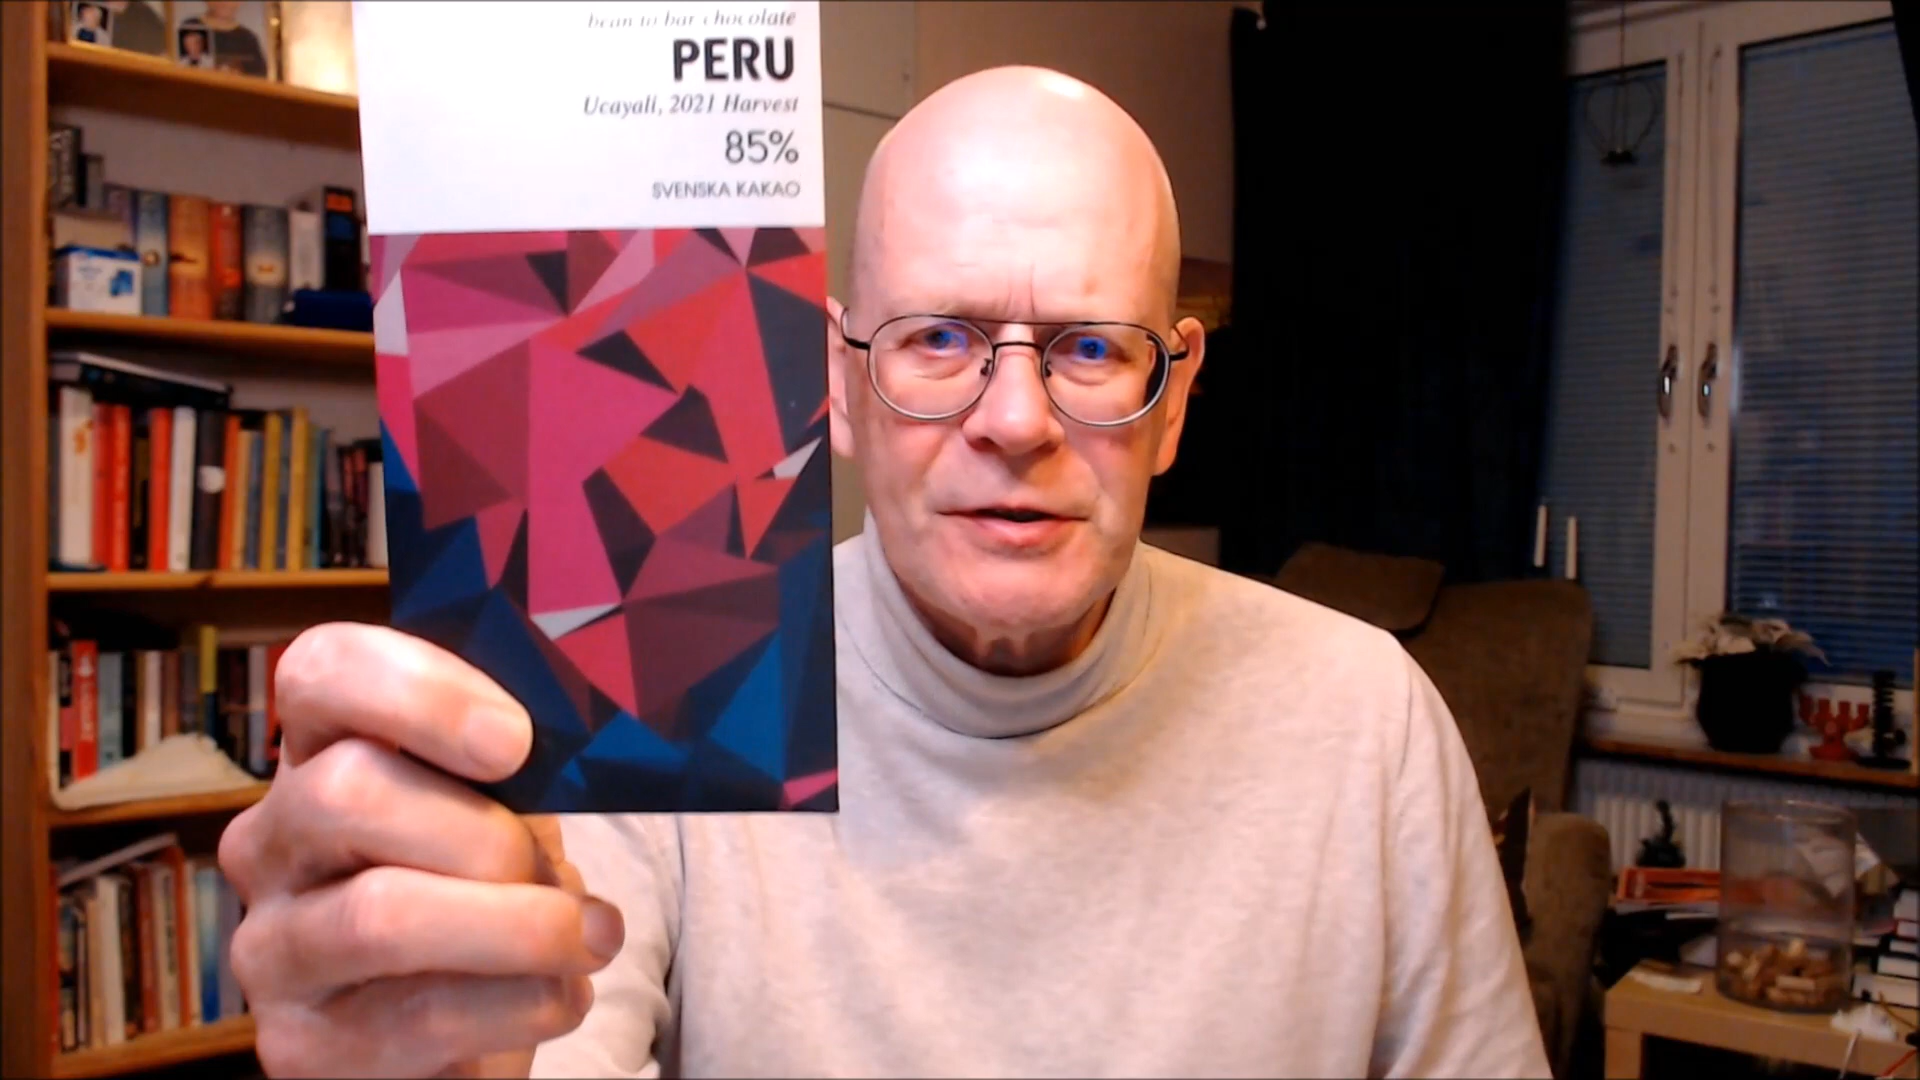 bean to bar chocolate
PERU
Ucayali, 2021 Harvest
85%
SVENSKA KAKAO